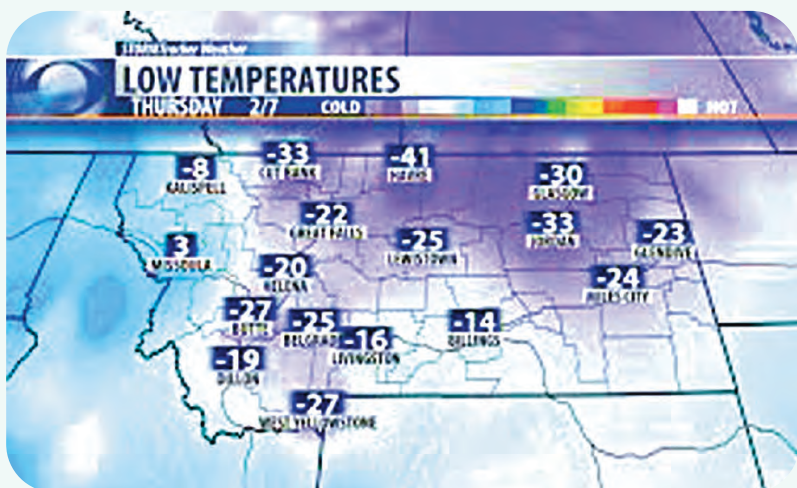 LOW TEMPERATURES
THURSDAY 2/7 COLD HOT
-8
KALISPELL
-33
CUT BANK
-41
HAVRE
-30
GLASGOW
-22
GREAT FALLS
-33
JORDAN
-23
GLENDIVE
3
MISSOULA
-25
LEWISTOWN
-20
HELENA
-24
MILES CITY
-27
BUTTE
-25
BELGRADE
-16
LIVINGSTON
-14
BILLINGS
-19
DILLON
-27
WEST YELLOWSTONE